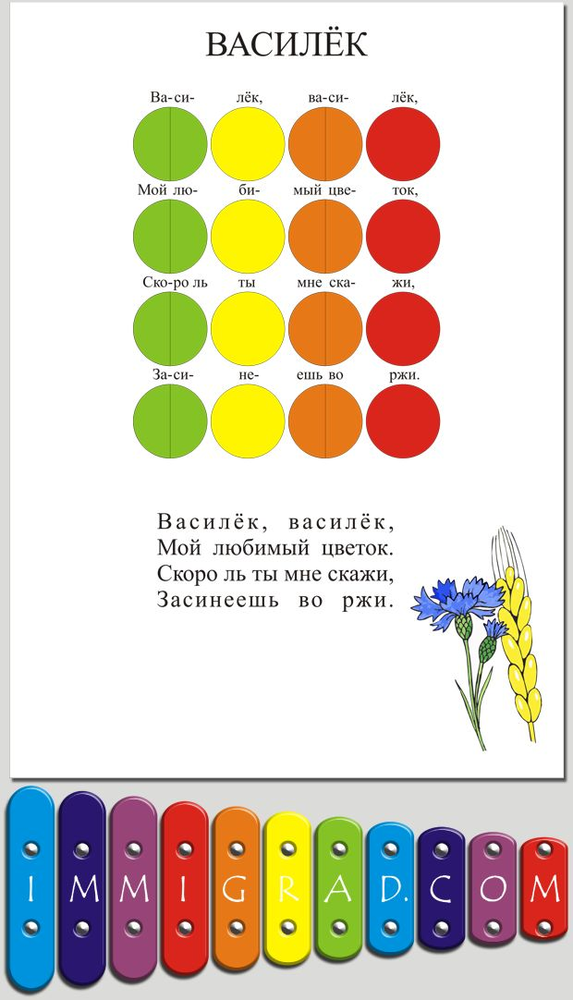 ВАСИЛЁК
Ва-си- лёк, ва-си- лёк,
Мой лю- би- мый цве- ток,
Ско-ро ль ты мне ска- жи,
За-си- не- ешь во ржи.
Василёк, василёк,
Мой любимый цветок.
Скоро ль ты мне скажи,
Засинеешь во ржи.
IMMIGRAD.COM